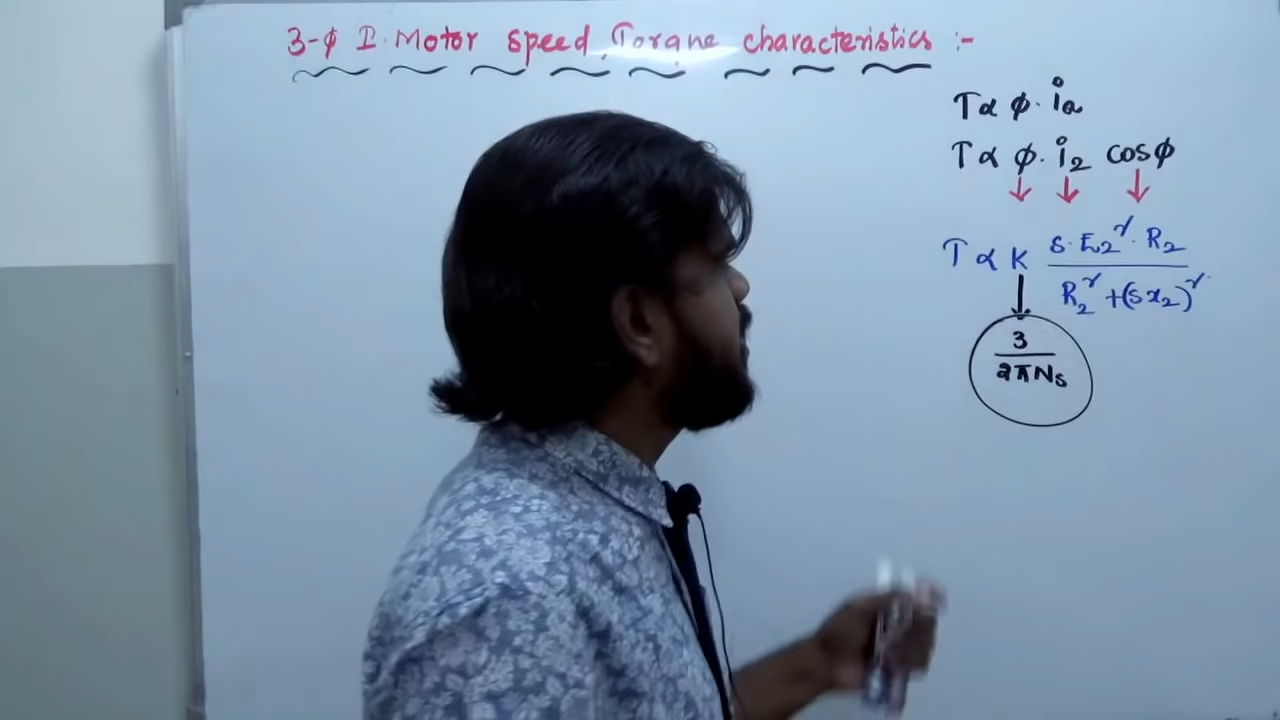 3-φ I. Motor speed Torque characteristics :-
T α φ. ia
T α φ. i2 cosφ
T α K S·E2²·R2 / R2² + (Sx2)²
3 / 2πNs